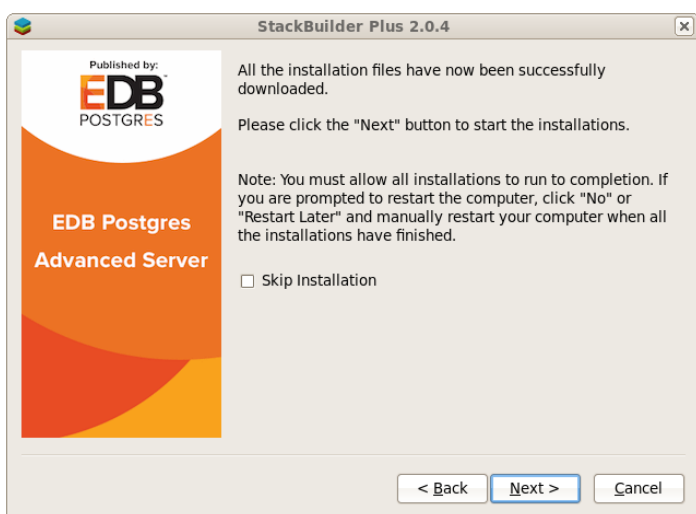 StackBuilder Plus 2.0.4
Published by:
EDB
POSTGRES
EDB Postgres
Advanced Server
All the installation files have now been successfully
downloaded.
Please click the "Next" button to start the installations.
Note: You must allow all installations to run to completion. If
you are prompted to restart the computer, click "No" or
"Restart Later" and manually restart your computer when all
the installations have finished.
Skip Installation
< Back
Next >
Cancel